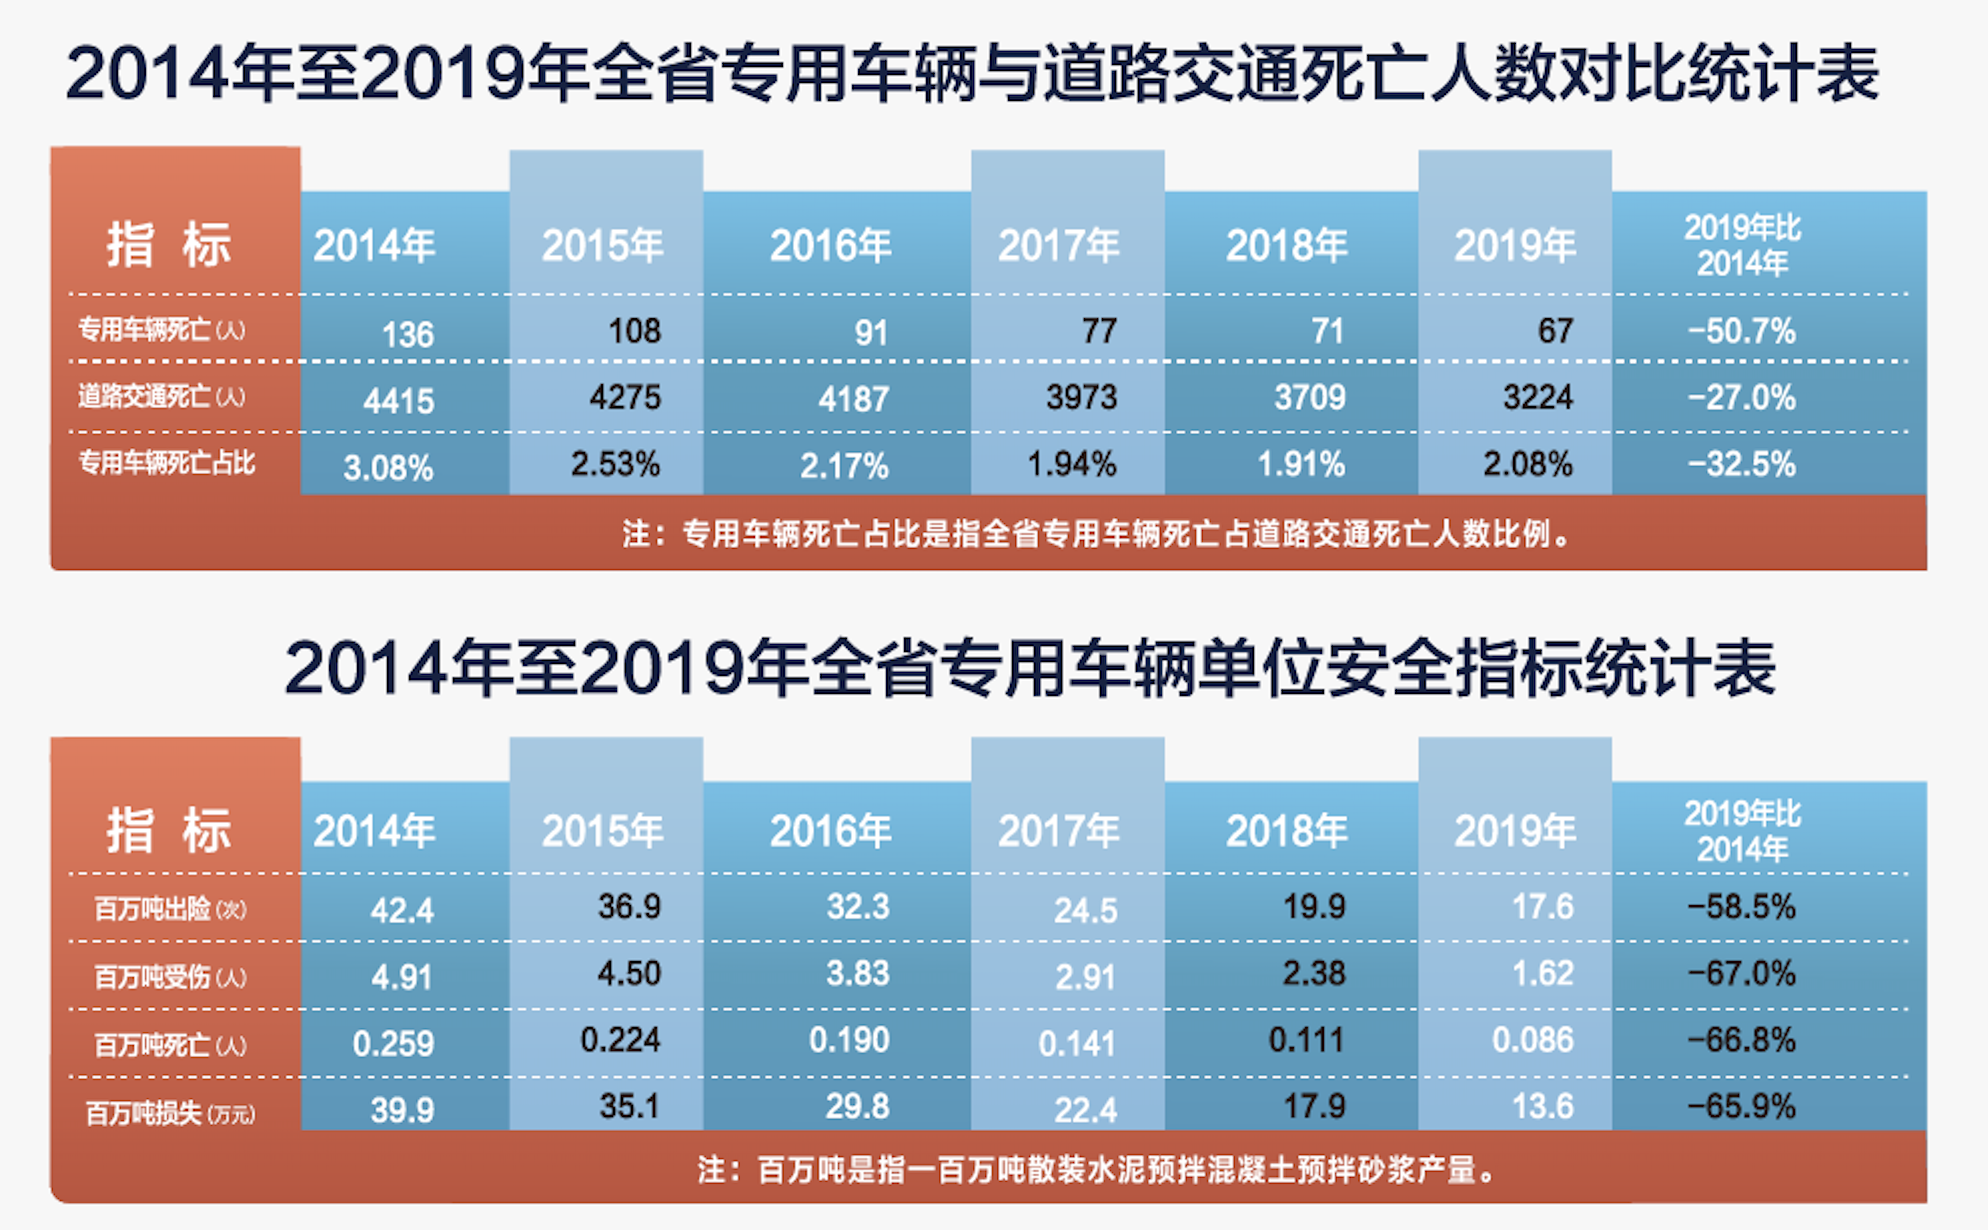 2014年至2019年全省专用车辆与道路交通死亡人数对比统计表
指 标 2014年 2015年 2016年 2017年 2018年 2019年 2019年比
2014年
专用车辆死亡(人) 136 108 91 77 71 67 -50.7%
道路交通死亡(人) 4415 4275 4187 3973 3709 3224 -27.0%
专用车辆死亡占比 3.08% 2.53% 2.17% 1.94% 1.91% 2.08% -32.5%
注：专用车辆死亡占比是指全省专用车辆死亡占道路交通死亡人数比例。
2014年至2019年全省专用车辆单位安全指标统计表
指 标 2014年 2015年 2016年 2017年 2018年 2019年 2019年比
2014年
百万吨出险(次) 42.4 36.9 32.3 24.5 19.9 17.6 -58.5%
百万吨受伤(人) 4.91 4.50 3.83 2.91 2.38 1.62 -67.0%
百万吨死亡(人) 0.259 0.224 0.190 0.141 0.111 0.086 -66.8%
百万吨损失(万元) 39.9 35.1 29.8 22.4 17.9 13.6 -65.9%
注：百万吨是指一百万吨散装水泥预拌混凝土预拌砂浆产量。